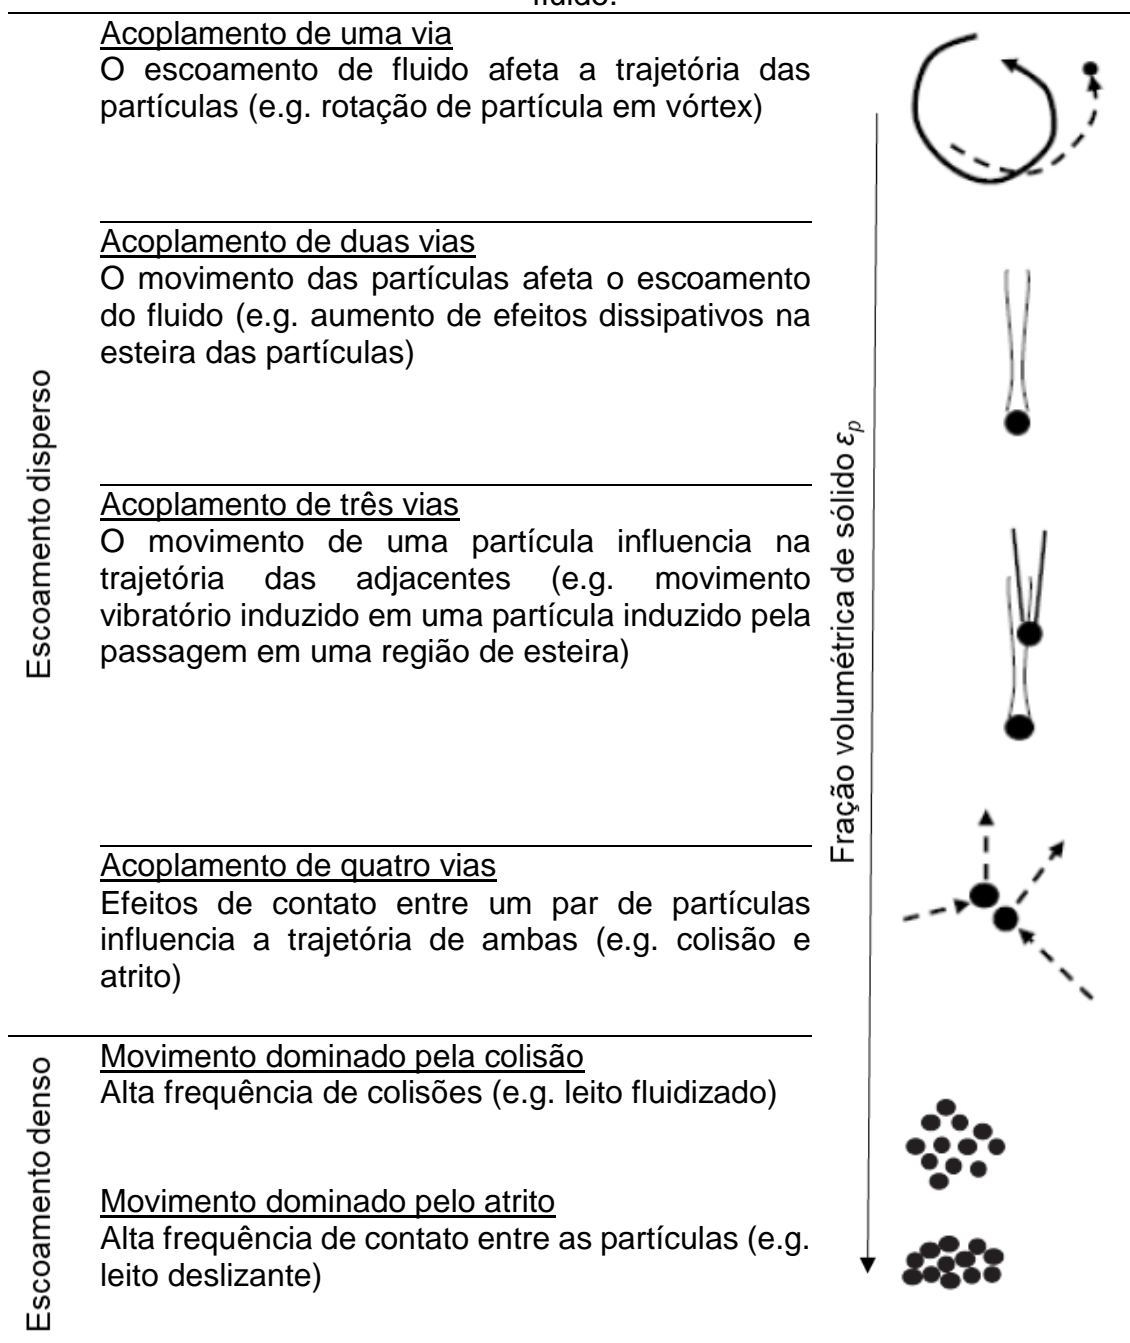 fluido.
Acoplamento de uma via
O escoamento de fluido afeta a trajetória das
partículas (e.g. rotação de partícula em vórtex)
Acoplamento de duas vias
O movimento das partículas afeta o escoamento
do fluido (e.g. aumento de efeitos dissipativos na
esteira das partículas)
Acoplamento de três vias
O movimento de uma partícula influencia na
trajetória das adjacentes (e.g. movimento
vibratório induzido em uma partícula induzido pela
passagem em uma região de esteira)
Acoplamento de quatro vias
Efeitos de contato entre um par de partículas
influencia a trajetória de ambas (e.g. colisão e
atrito)
Escoamento disperso
Movimento dominado pela colisão
Alta frequência de colisões (e.g. leito fluidizado)
Movimento dominado pelo atrito
Alta frequência de contato entre as partículas (e.g.
leito deslizante)
Escoamento denso
Fração volumétrica de sólido εp